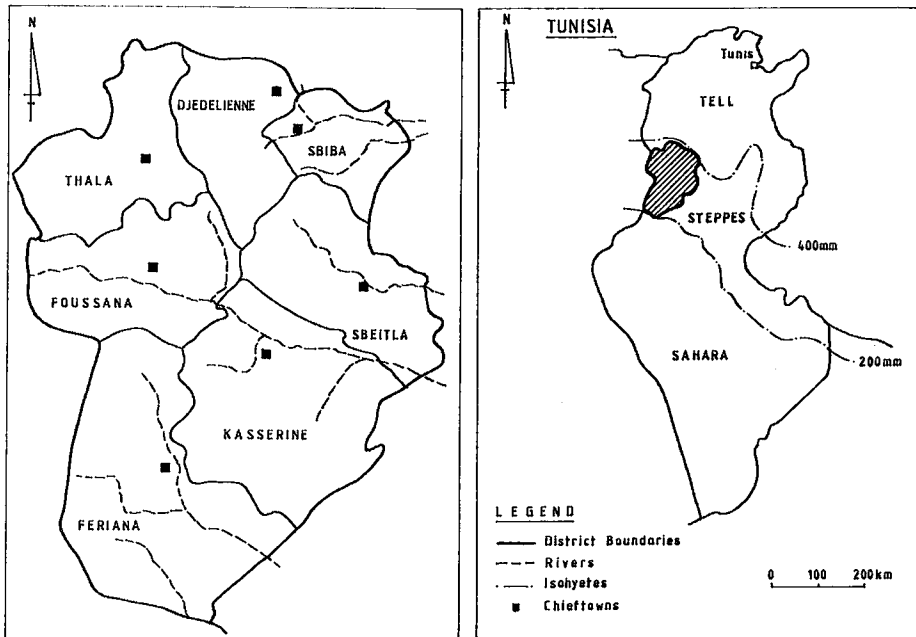 N
DJEDELIENNE
SBIBA
THALA
FOUSSANA
SBEITLA
KASSERINE
FERIANA
N
TUNISIA
Tunis
TELL
STEPPES
400mm
SAHARA
200mm
LEGEND
District Boundaries
Rivers
Isohyetes
Chieftowns
0 100 200km